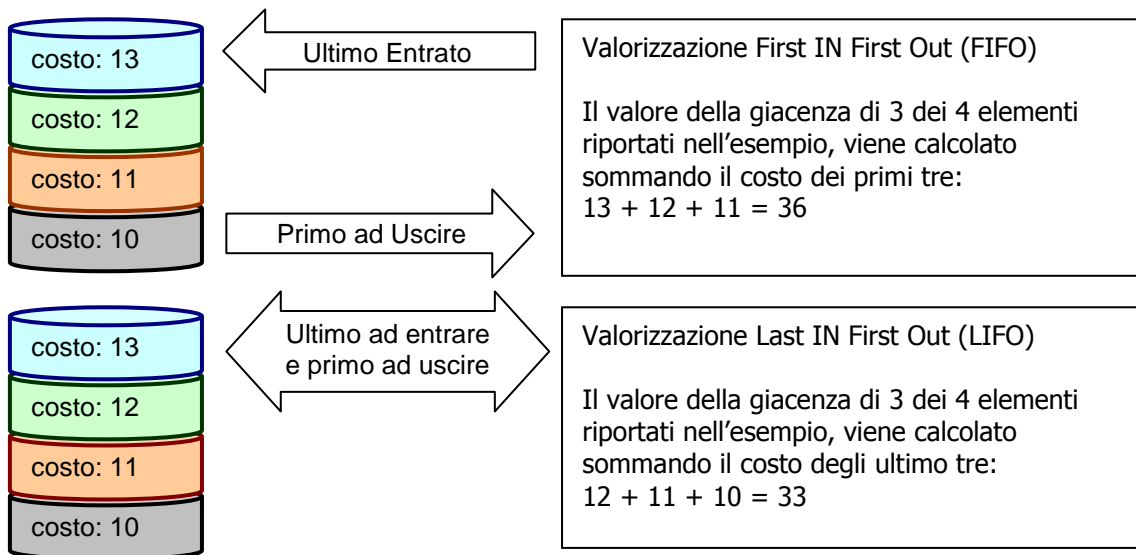 costo: 13
costo: 12
costo: 11
costo: 10
Ultimo Entrato
Primo ad Uscire
Valorizzazione First IN First Out (FIFO)
Il valore della giacenza di 3 dei 4 elementi
riportati nell'esempio, viene calcolato
sommando il costo dei primi tre:
13 + 12 + 11 = 36
costo: 13
costo: 12
costo: 11
costo: 10
Ultimo ad entrare
e primo ad uscire
Valorizzazione Last IN First Out (LIFO)
Il valore della giacenza di 3 dei 4 elementi
riportati nell'esempio, viene calcolato
sommando il costo degli ultimo tre:
12 + 11 + 10 = 33